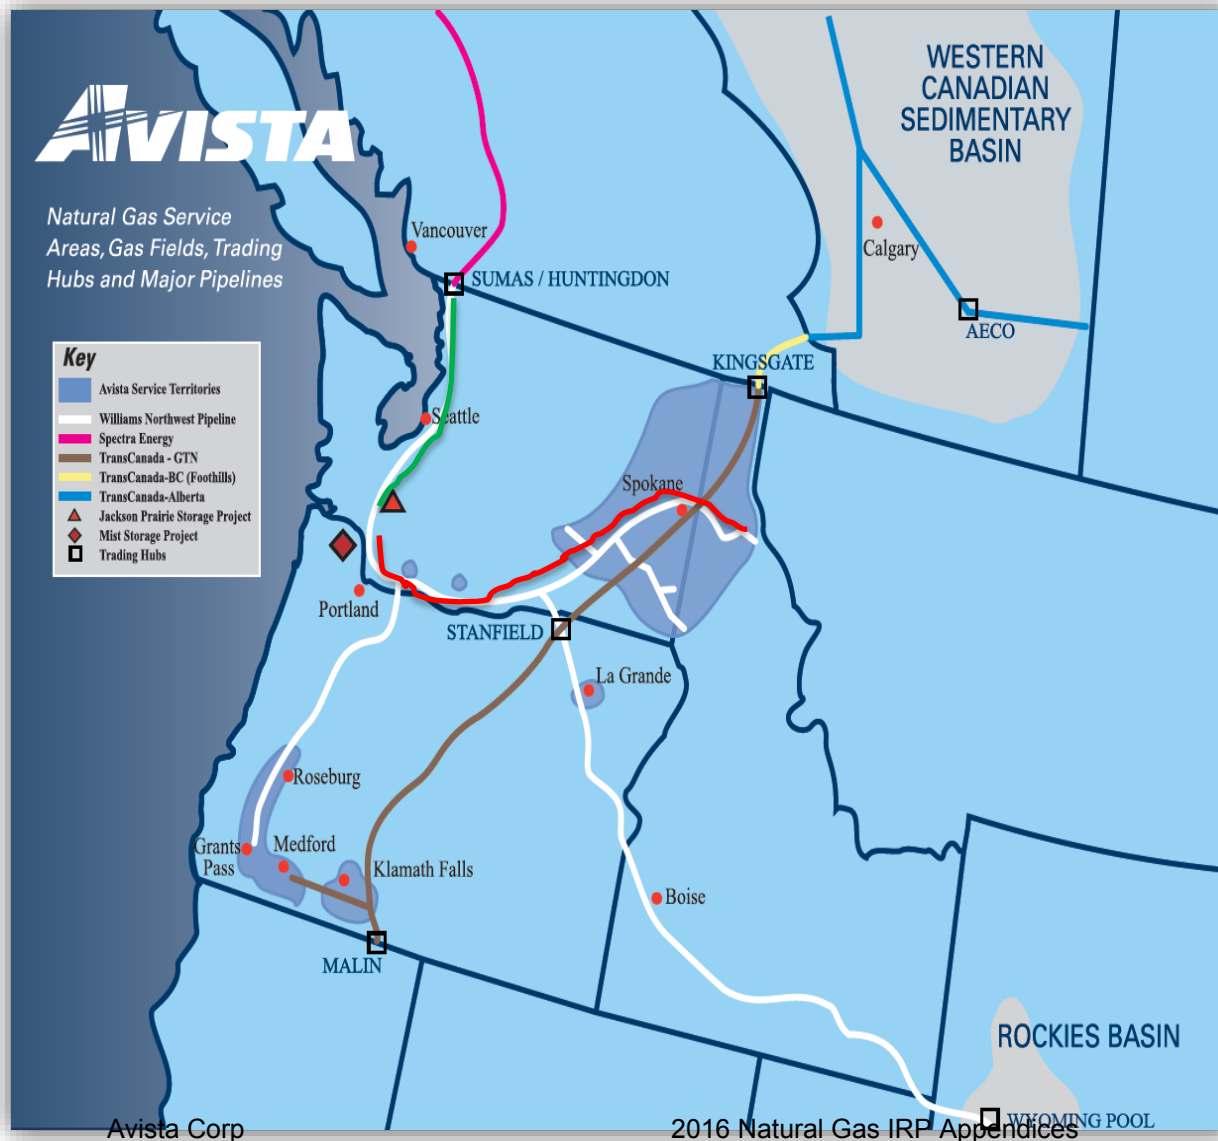 AVISTA
Natural Gas Service
Areas, Gas Fields, Trading
Hubs and Major Pipelines
Key
Avista Service Territories
Williams Northwest Pipeline
Spectra Energy
TransCanada - GTN
TransCanada-BC (Foothills)
TransCanada-Alberta
Jackson Prairie Storage Project
Mist Storage Project
Trading Hubs
WESTERN
CANADIAN
SEDIMENTARY
BASIN
Vancouver
SUMAS / HUNTINGDON
Calgary
AECO
KINGSGATE
Seattle
Spokane
Portland
STANFIELD
La Grande
Roseburg
Grants
Pass
Medford
Klamath Falls
Boise
MALIN
ROCKIES BASIN
WYOMING POOL
Avista Corp
2016 Natural Gas IRP Appendices